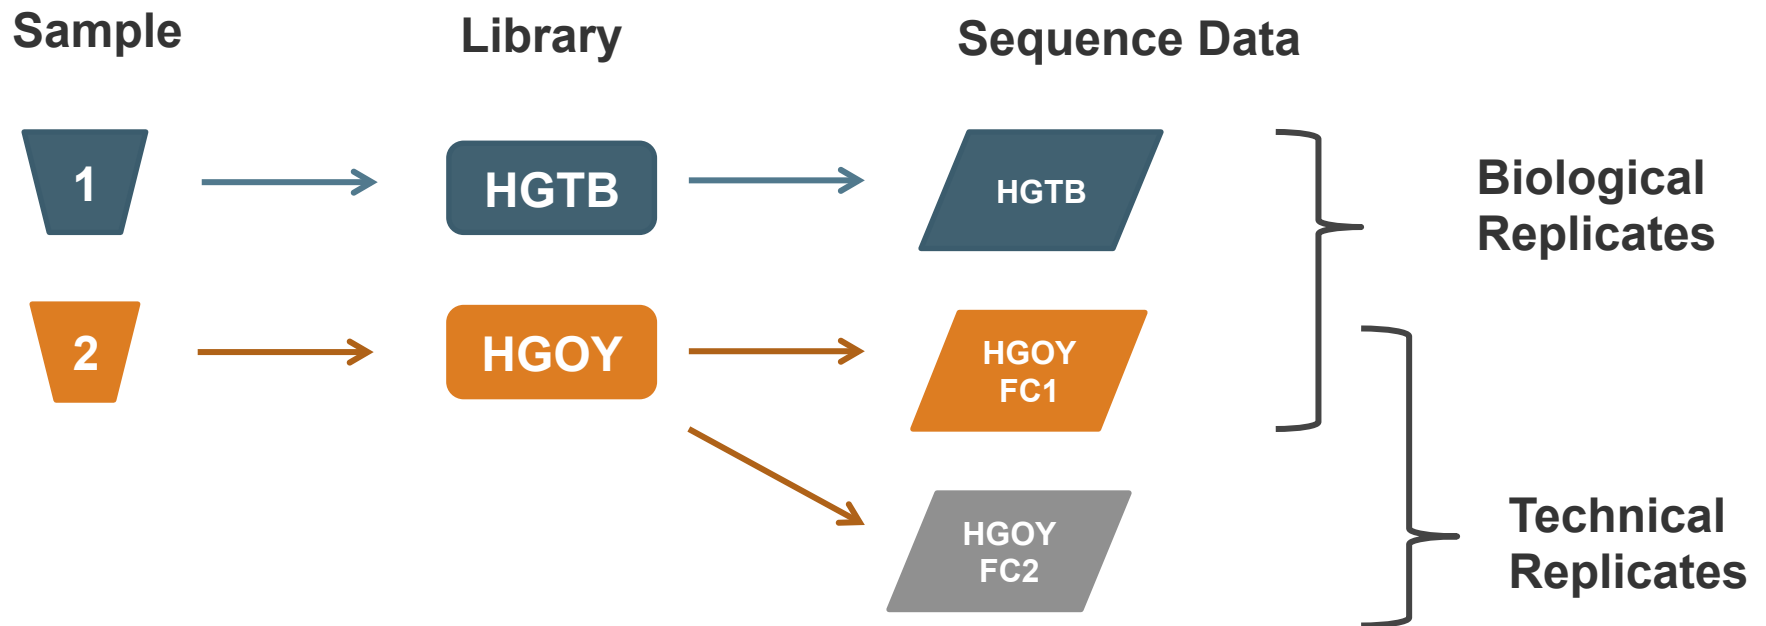 Sample
Library
Sequence Data
1
HGTB
HGTB
Biological
Replicates
2
HGOY
HGOY
FC1
HGOY
FC2
Technical
Replicates